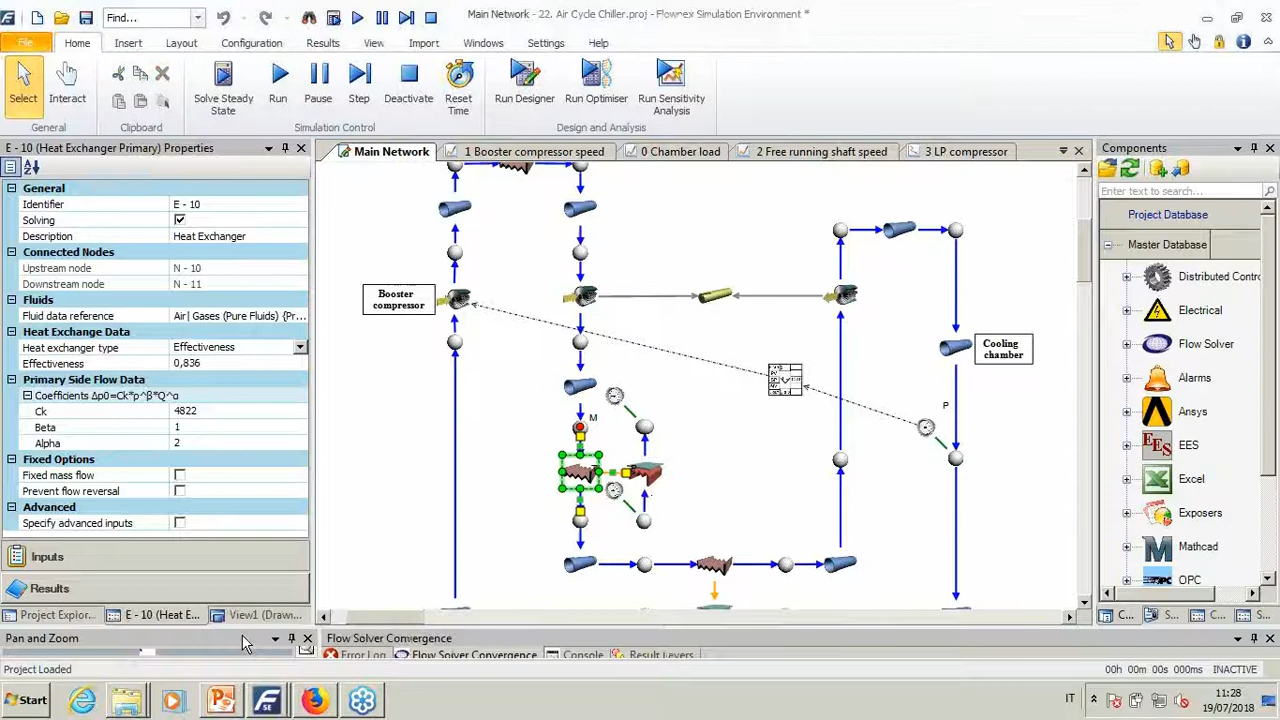 Find...
Main Network - 22. Air Cycle Chiller.proj - Flownex Simulation Environment *
File
Home
Insert
Layout
Configuration
Results
View
Import
Windows
Settings
Help
Select
Interact
Solve Steady State
Run
Pause
Step
Deactivate
Reset Time
Run Designer
Run Optimiser
Run Sensitivity Analysis
General
Clipboard
Simulation Control
Design and Analysis
E - 10 (Heat Exchanger Primary) Properties
General
Identifier E - 10
Solving
Description Heat Exchanger
Connected Nodes
Upstream node N - 10
Downstream node N - 11
Fluids
Fluid data reference Air| Gases (Pure Fluids) {Pr...
Heat Exchange Data
Heat exchanger type Effectiveness
Effectiveness 0,836
Primary Side Flow Data
Coefficients Δp0=Ck*ρ^β*Q^α
Ck 4822
Beta 1
Alpha 2
Fixed Options
Fixed mass flow
Prevent flow reversal
Advanced
Specify advanced inputs
Inputs
Results
Project Explor...
E - 10 (Heat E...
View1 (Draw...
Main Network
1 Booster compressor speed
0 Chamber load
2 Free running shaft speed
3 LP compressor
Booster compressor
Cooling chamber
M
P
Components
Enter text to search...
Project Database
Master Database
Distributed Contro
Electrical
Flow Solver
Alarms
Ansys
EES
Excel
Exposers
Mathcad
OPC
C...
S...
C...
S...
Pan and Zoom
Flow Solver Convergence
Error Log
Flow Solver Convergence
Console
Result Layers
Project Loaded
00h 00m 00s 000ms
INACTIVE
Start
IT
11:28
19/07/2018